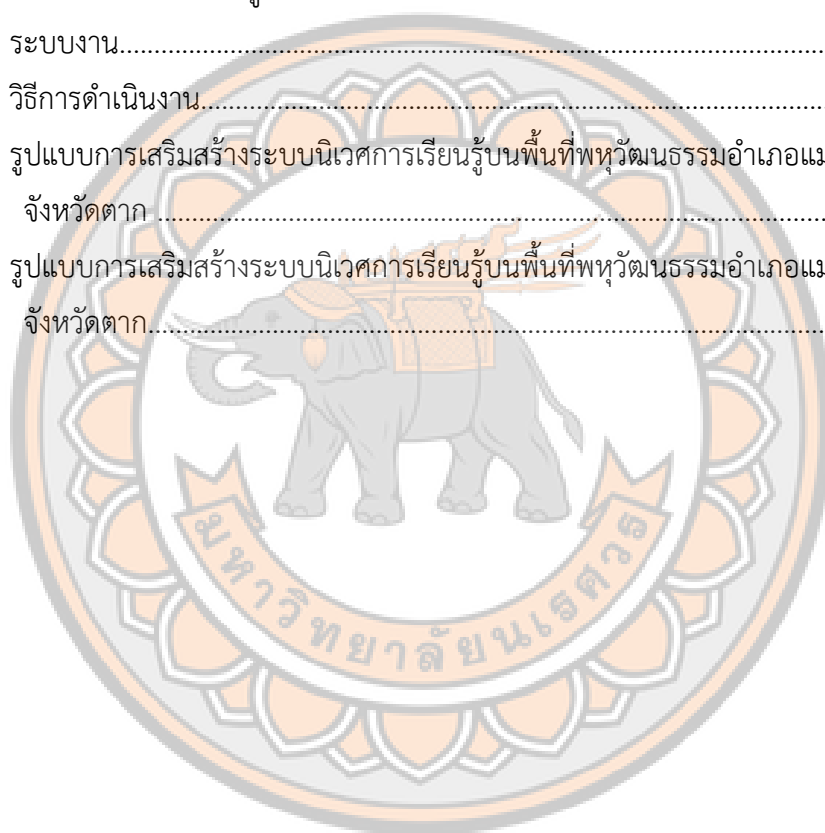 ระบบงาน
วิธีการดำเนินงาน
รูปแบบการเสริมสร้างระบบนิเวศการเรียนรู้บนพื้นที่พหุวัฒนธรรมอำเภอแม
จังหวัดตาก
รูปแบบการเสริมสร้างระบบนิเวศการเรียนรู้บนพื้นที่พหุวัฒนธรรมอำเภอแม
จังหวัดตาก
มหาวิทยาลัยนเรศวร